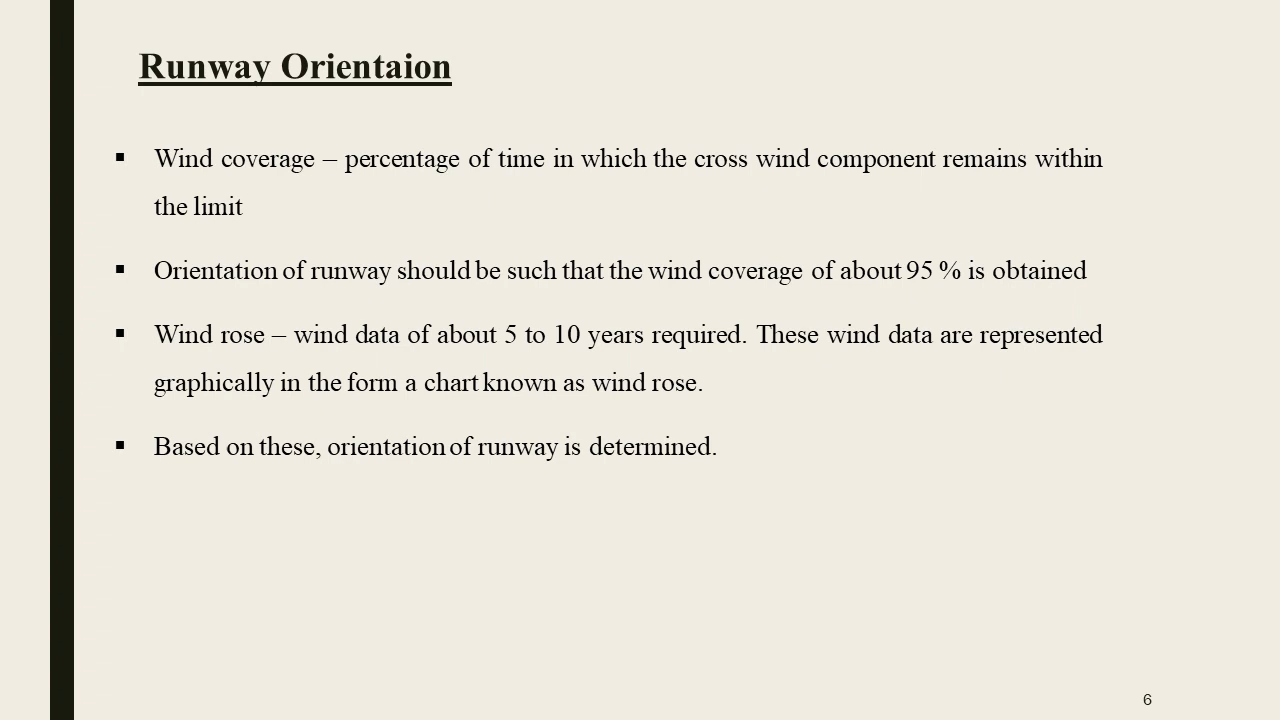 Runway Orientaion
▪ Wind coverage – percentage of time in which the cross wind component remains within
the limit
▪ Orientation of runway should be such that the wind coverage of about 95 % is obtained
▪ Wind rose – wind data of about 5 to 10 years required. These wind data are represented
graphically in the form a chart known as wind rose.
▪ Based on these, orientation of runway is determined.
6